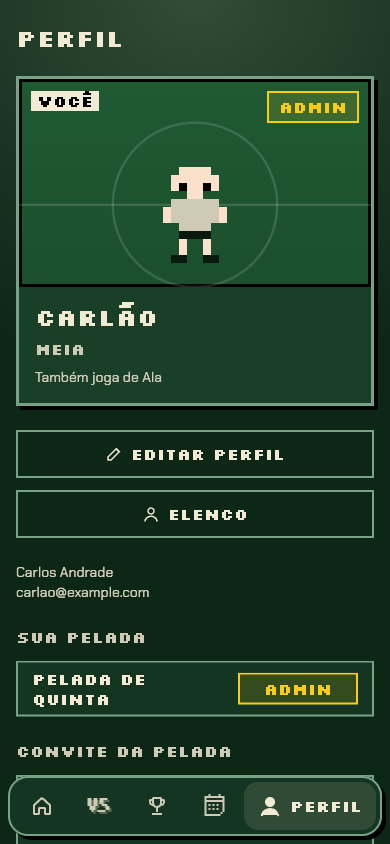 PERFIL
VOCÊ
ADMIN
CARLÃO
MEIA
Também joga de Ala
EDITAR PERFIL
ELENCO
Carlos Andrade
carlao@example.com
SUA PELADA
PELADA DE
QUINTA
ADMIN
CONVITE DA PELADA
VS
PERFIL